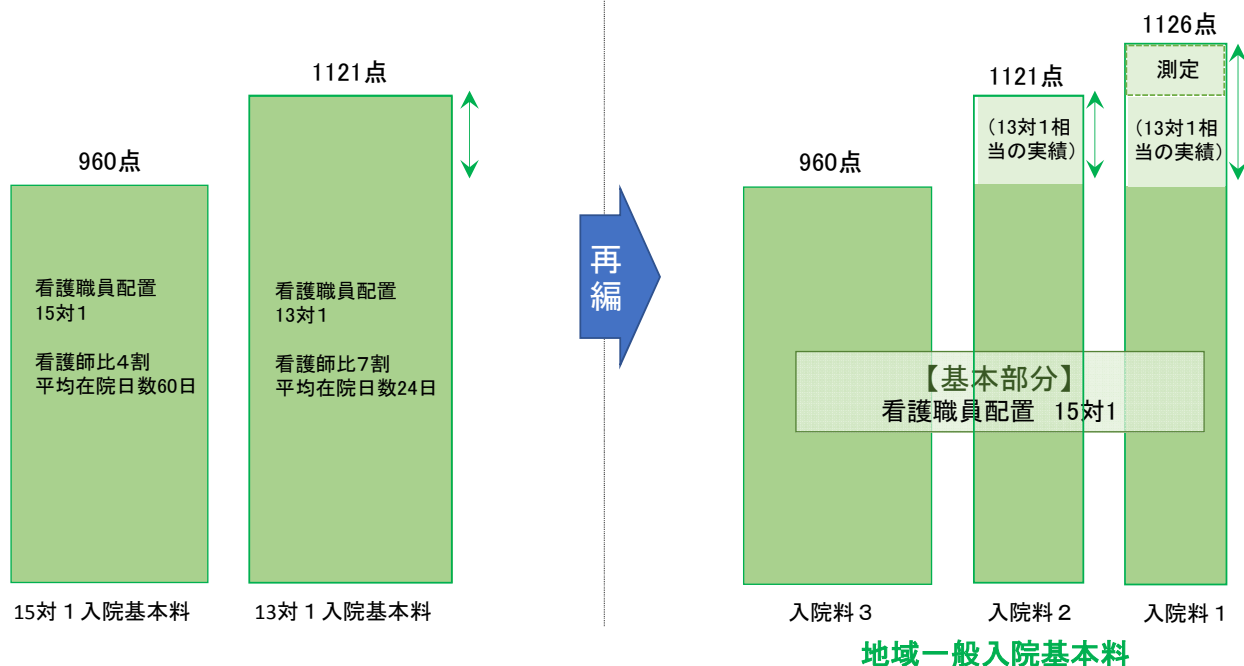 960点
看護職員配置
15対1
看護師比4割
平均在院日数60日
15対１入院基本料
1121点
看護職員配置
13対1
看護師比7割
平均在院日数24日
13対１入院基本料
再
編
960点
入院料３
1121点
(13対1相
当の実績)
入院料２
1126点
測定
(13対1相
当の実績)
入院料１
【基本部分】
看護職員配置　15対1
地域一般入院基本料